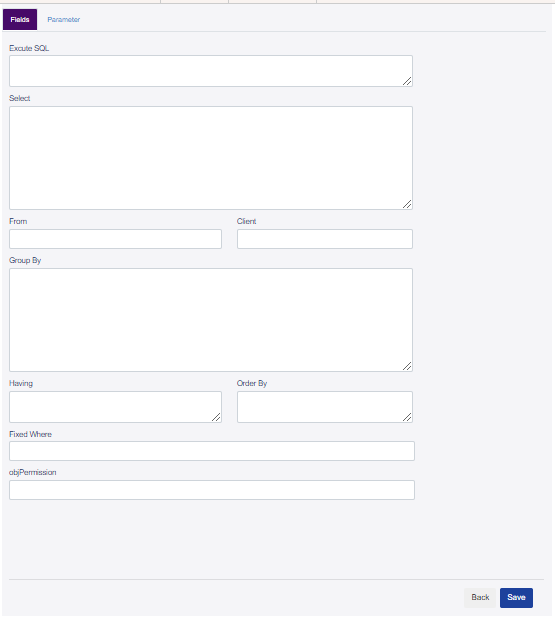 Fields Parameter
Excute SQL
Select
From Client
Group By
Having Order By
Fixed Where
objPermission
Back Save